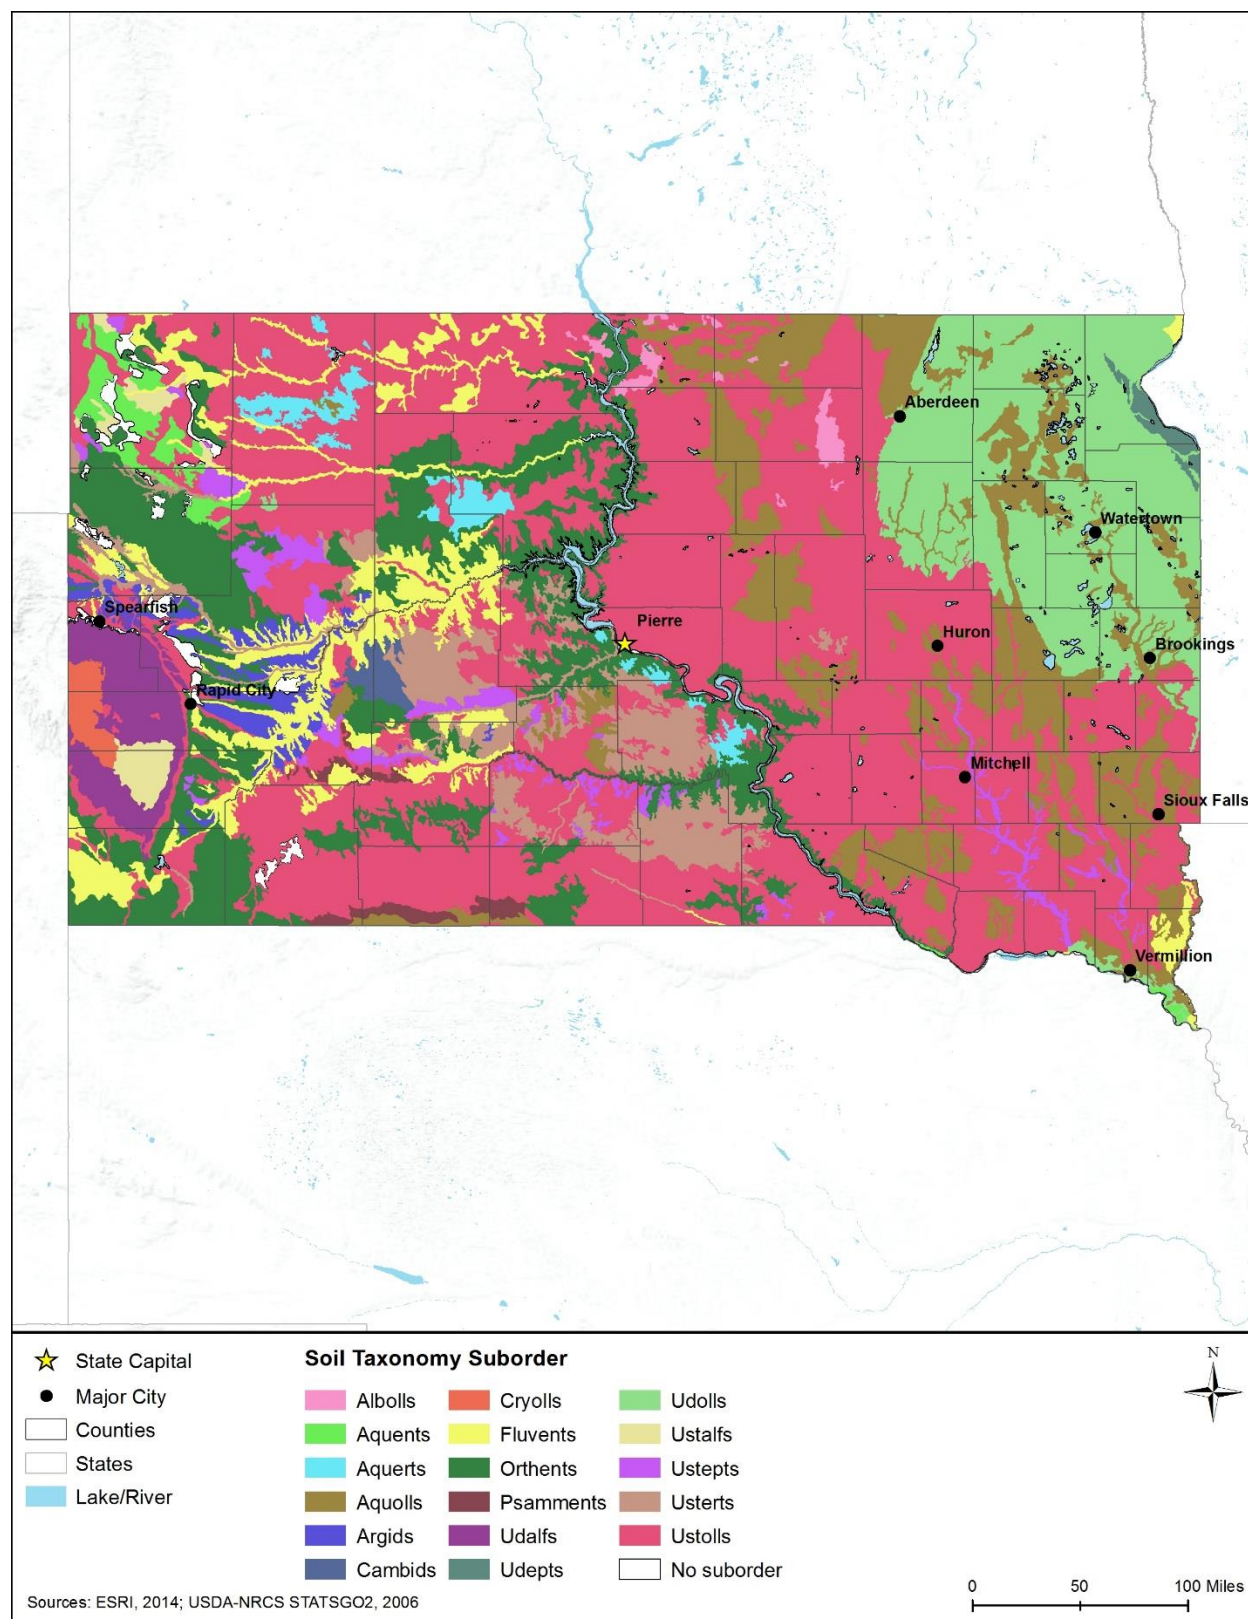 Aberdeen
Watertown
Spearfish
Pierre
Huron
Brookings
Rapid City
Mitchell
Sioux Falls
Vermillion
State Capital
Major City
Counties
States
Lake/River
Soil Taxonomy Suborder
Albolls
Aquents
Aquerts
Aquolls
Argids
Cambids
Cryolls
Fluvents
Orthents
Psamments
Udalfs
Udepts
Udolls
Ustalfs
Ustepts
Usterts
Ustolls
No suborder
N
0 50 100 Miles
Sources: ESRI, 2014; USDA-NRCS STATSGO2, 2006